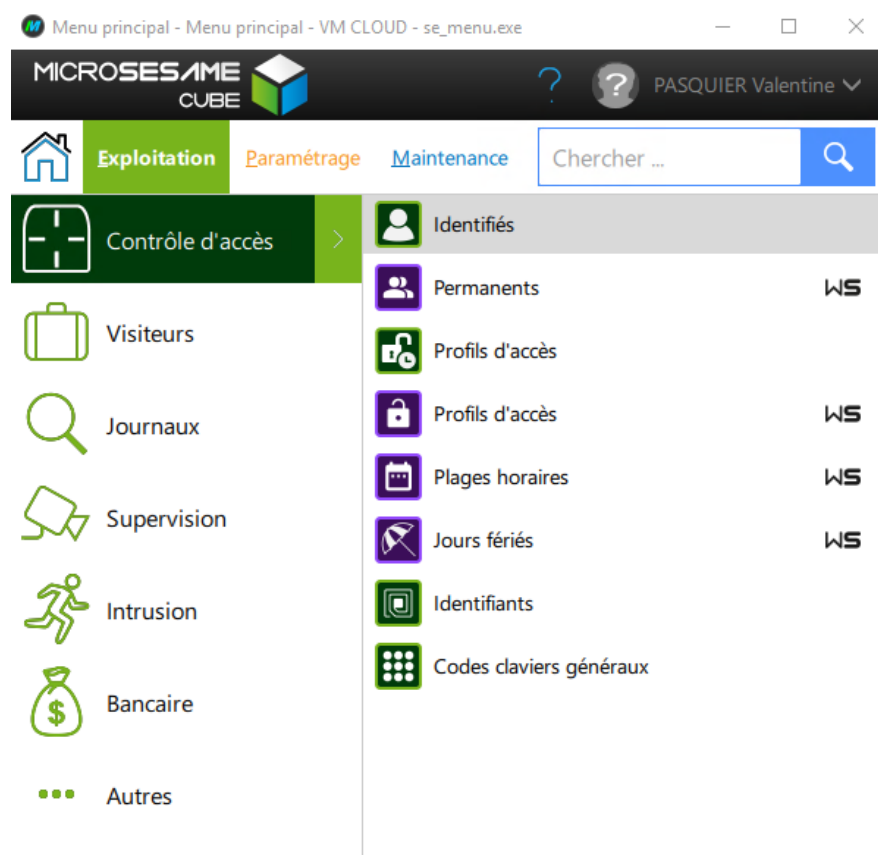 Menu principal - Menu principal - VM CLOUD - se_menu.exe
MICROSESAME
CUBE
? ? PASQUIER Valentine
Exploitation Paramétrage Maintenance Chercher ...
Contrôle d'accès
Visiteurs
Journaux
Supervision
Intrusion
$ Bancaire
Autres
Identifiés
Permanents WS
Profils d'accès
Profils d'accès WS
Plages horaires WS
Jours fériés WS
Identifiants
Codes claviers généraux